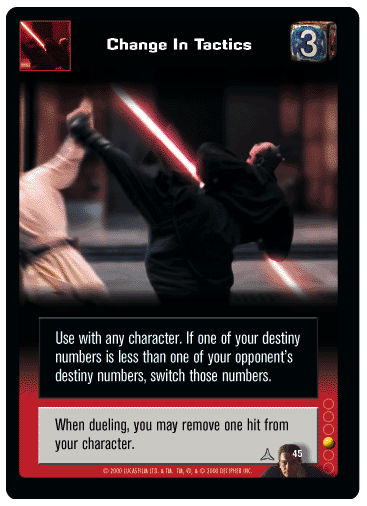 Change In Tactics
3
Use with any character. If one of your destiny
numbers is less than one of your opponent's
destiny numbers, switch those numbers.
When dueling, you may remove one hit from
your character.
45
© 2000 LUCASFILM LTD. & TM. TM, ®, & © 2000 DECIPHER INC.